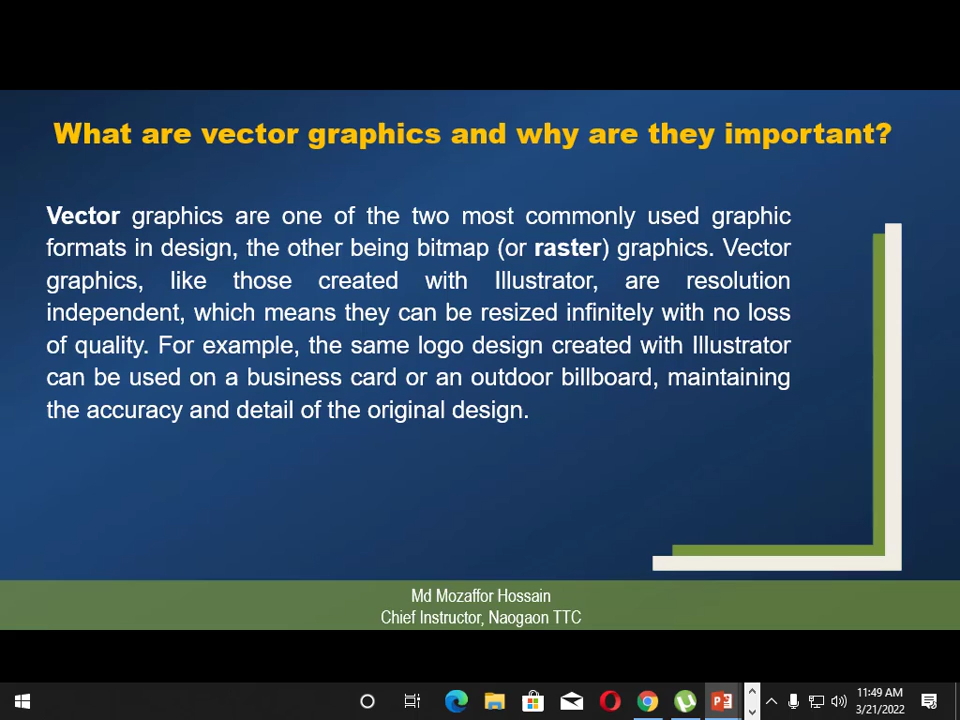 What are vector graphics and why are they important?
Vector graphics are one of the two most commonly used graphic
formats in design, the other being bitmap (or raster) graphics. Vector
graphics, like those created with Illustrator, are resolution
independent, which means they can be resized infinitely with no loss
of quality. For example, the same logo design created with Illustrator
can be used on a business card or an outdoor billboard, maintaining
the accuracy and detail of the original design.
Md Mozaffor Hossain
Chief Instructor, Naogaon TTC
11:49 AM
3/21/2022